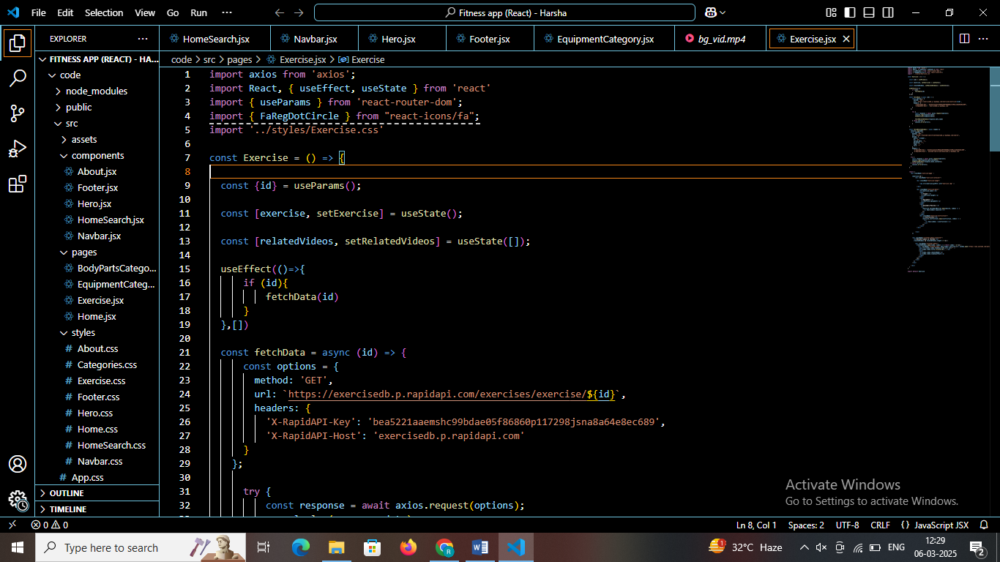 File Edit Selection View Go Run ··· Fitness app (React) - Harsha
EXPLORER
HomeSearch.jsx Navbar.jsx Hero.jsx Footer.jsx EquipmentCategory.jsx bg_vid.mp4 Exercise.jsx
FITNESS APP (REACT) - HA...
code > src > pages > Exercise.jsx > Exercise
code
node_modules
public
src
assets
components
About.jsx
Footer.jsx
Hero.jsx
HomeSearch.jsx
Navbar.jsx
pages
BodyPartsCatego...
EquipmentCateg...
Exercise.jsx
Home.jsx
styles
About.css
Categories.css
Exercise.css
Footer.css
Hero.css
Home.css
HomeSearch.css
Navbar.css
App.css
OUTLINE
TIMELINE
1 import axios from 'axios';
2 import React, { useEffect, useState } from 'react'
3 import { useParams } from 'react-router-dom';
4 import { FaRegDotCircle } from "react-icons/fa";
5 import '../styles/Exercise.css'
6
7 const Exercise = () => {
8
9 const {id} = useParams();
10
11 const [exercise, setExercise] = useState();
12
13 const [relatedVideos, setRelatedVideos] = useState([]);
14
15 useEffect(()=>{
16 if (id){
17 fetchData(id)
18 }
19 },[])
20
21 const fetchData = async (id) => {
22 const options = {
23 method: 'GET',
24 url: `https://exercisedb.p.rapidapi.com/exercises/exercise/${id}`,
25 headers: {
26 'X-RapidAPI-Key': 'bea5221aaemshc99bdae05f86860p117298jsna8a64e8ec689',
27 'X-RapidAPI-Host': 'exercisedb.p.rapidapi.com'
28 }
29 };
30
31 try {
32 const response = await axios.request(options);
Activate Windows
Go to Settings to activate Windows.
0 0 Ln 8, Col 1 Spaces: 2 UTF-8 CRLF {} JavaScript JSX
Type here to search 1 32°C Haze ENG 12:29
06-03-2025 2